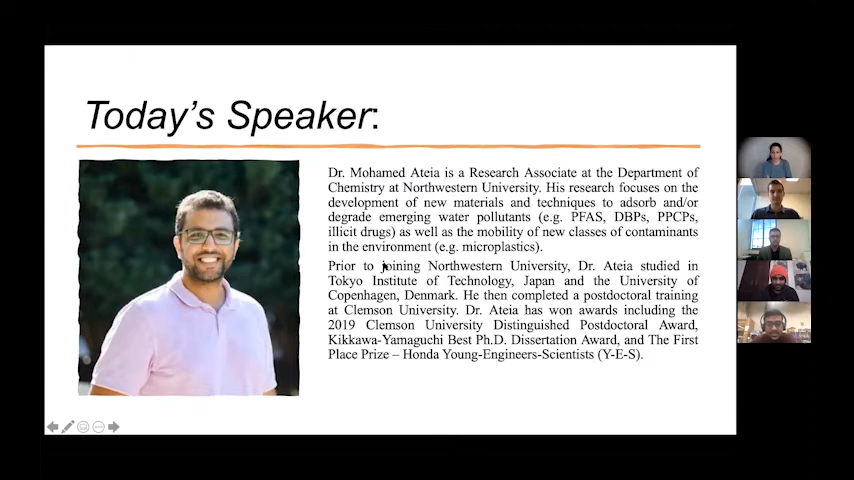 Today's Speaker:
Dr. Mohamed Ateia is a Research Associate at the Department of
Chemistry at Northwestern University. His research focuses on the
development of new materials and techniques to adsorb and/or
degrade emerging water pollutants (e.g. PFAS, DBPs, PPCPs,
illicit drugs) as well as the mobility of new classes of contaminants
in the environment (e.g. microplastics).
Prior to joining Northwestern University, Dr. Ateia studied in
Tokyo Institute of Technology, Japan and the University of
Copenhagen, Denmark. He then completed a postdoctoral training
at Clemson University. Dr. Ateia has won awards including the
2019 Clemson University Distinguished Postdoctoral Award,
Kikkawa-Yamaguchi Best Ph.D. Dissertation Award, and The First
Place Prize – Honda Young-Engineers-Scientists (Y-E-S).